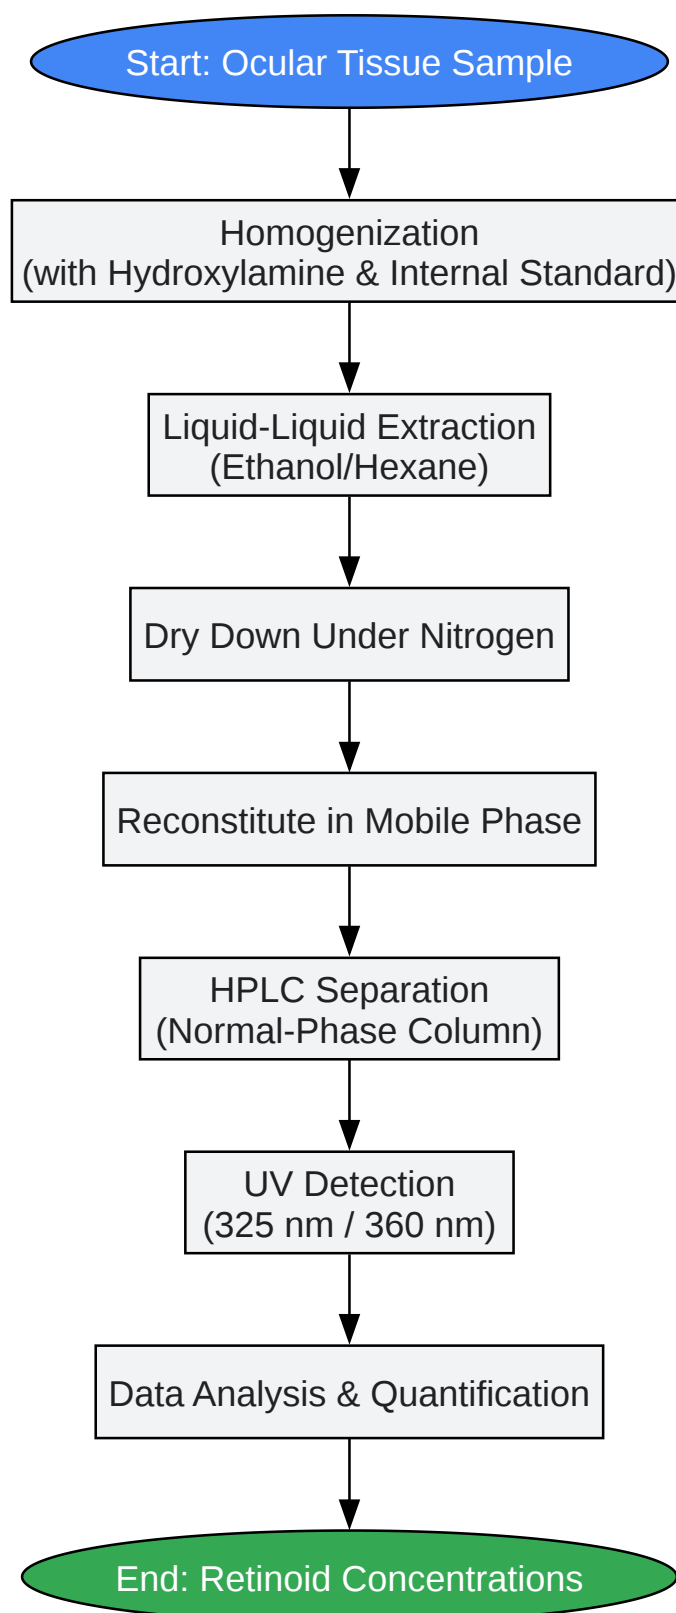 Start: Ocular Tissue Sample
Homogenization
(with Hydroxylamine & Internal Standard)
Liquid-Liquid Extraction
(Ethanol/Hexane)
Dry Down Under Nitrogen
Reconstitute in Mobile Phase
HPLC Separation
(Normal-Phase Column)
UV Detection
(325 nm / 360 nm)
Data Analysis & Quantification
End: Retinoid Concentrations